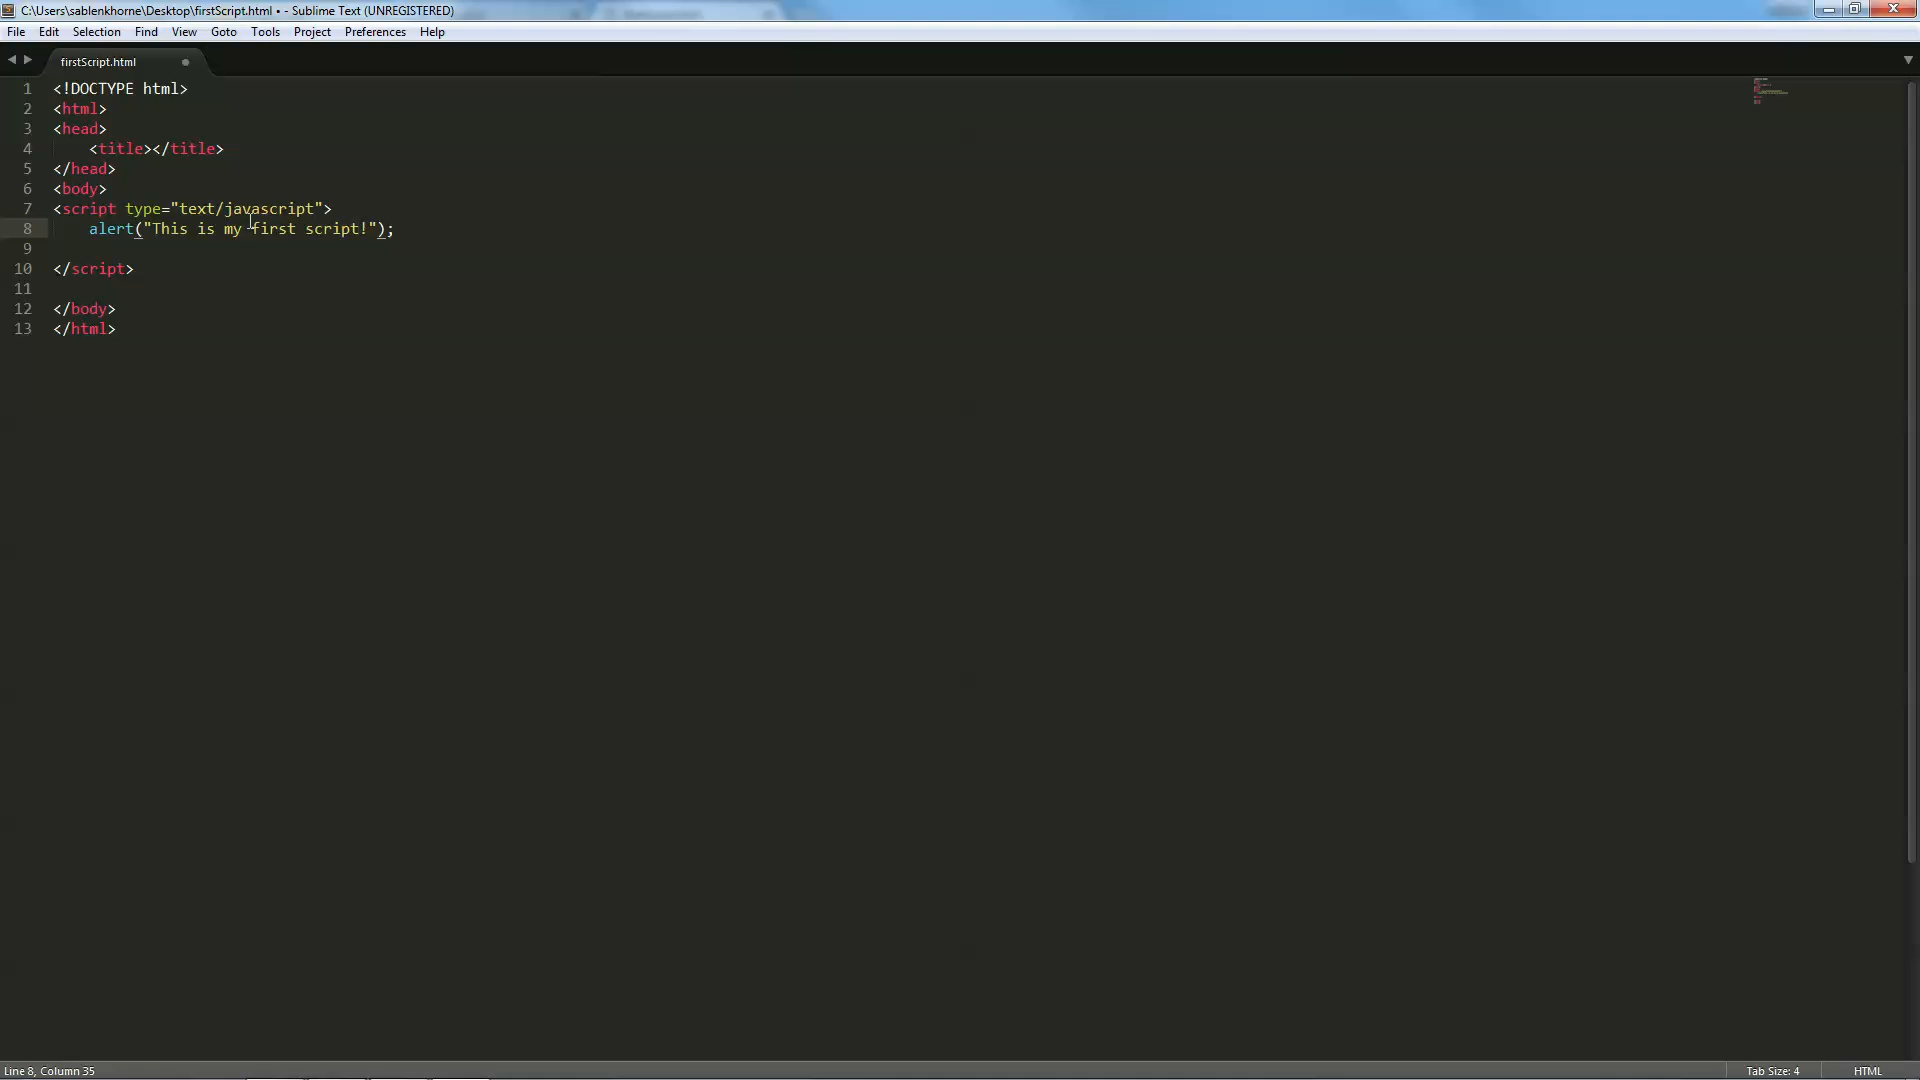 C:\Users\sablenkhorne\Desktop\firstScript.html • - Sublime Text (UNREGISTERED)
File Edit Selection Find View Goto Tools Project Preferences Help
firstScript.html
1 <!DOCTYPE html>
2 <html>
3 <head>
4 <title></title>
5 </head>
6 <body>
7 <script type="text/javascript">
8 alert("This is my first script!");
9
10 </script>
11
12 </body>
13 </html>
Line 8, Column 35
Tab Size: 4
HTML